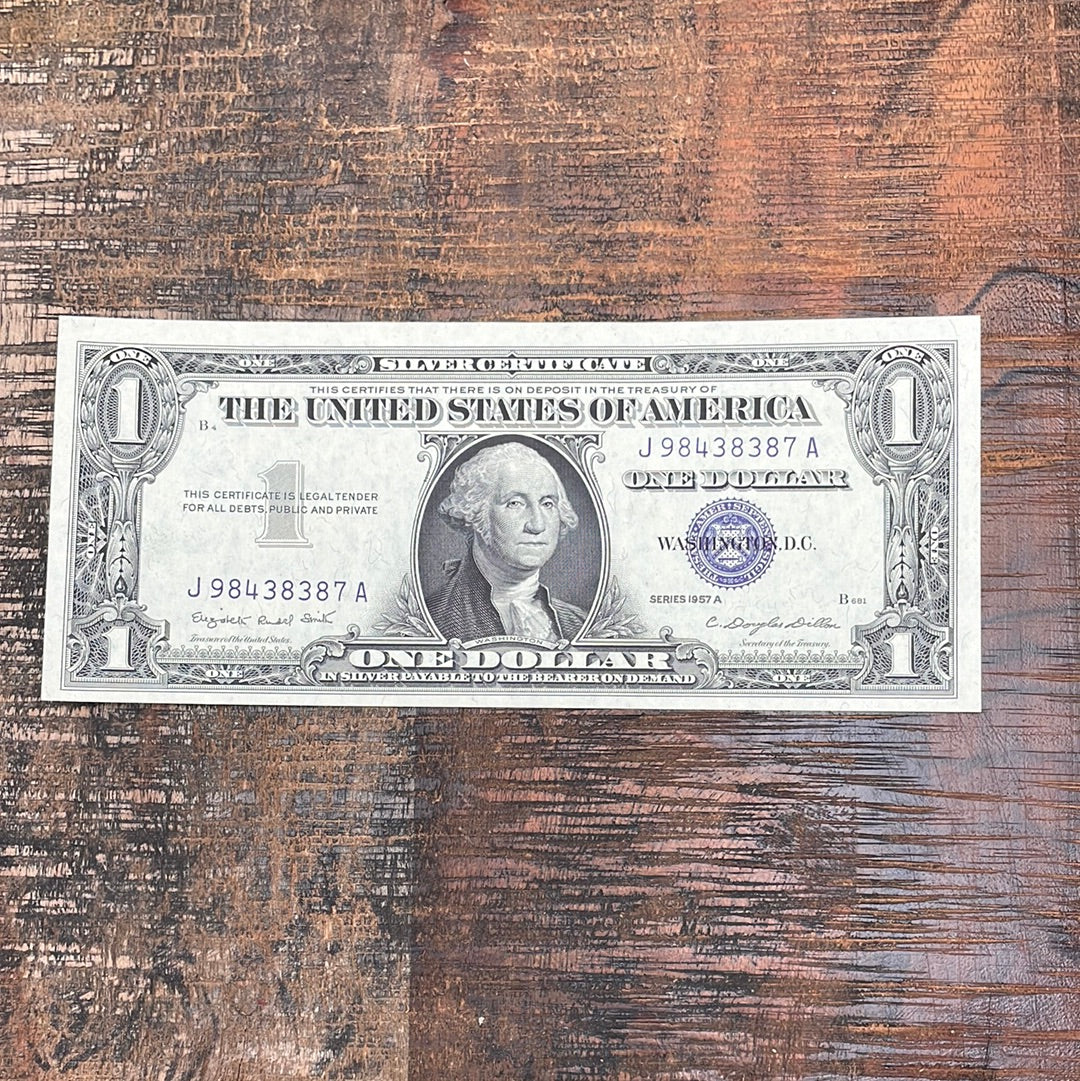 ONE ONE SILVER CERTIFICATE ONE ONE
THIS CERTIFIES THAT THERE IS ON DEPOSIT IN THE TREASURY OF
1 THE UNITED STATES OF AMERICA 1
B4
J 98438387 A
ONE DOLLAR
1
THIS CERTIFICATE IS LEGAL TENDER
FOR ALL DEBTS, PUBLIC AND PRIVATE
WASHINGTON, D.C.
ONE ONE
J 98438387 A
SERIES 1957 A B 681
Elizabeth Rudel Smith C. Douglas Dillon
Treasurer of the United States. Secretary of the Treasury.
WASHINGTON
1 ONE DOLLAR 1
ONE IN SILVER PAYABLE TO THE BEARER ON DEMAND ONE